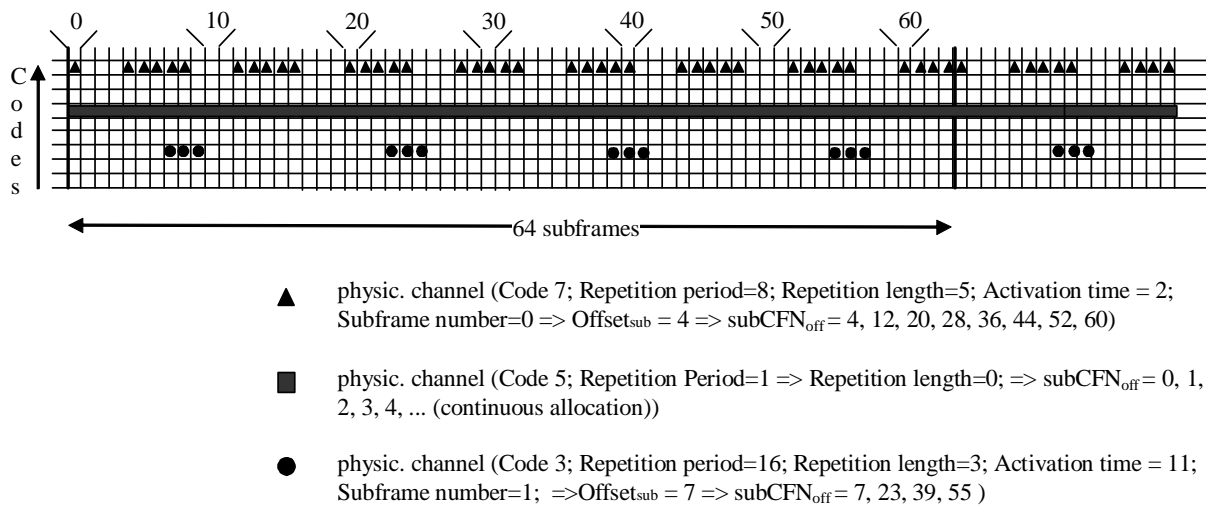 0 10 20 30 40 50 60
C
o
d
e
s
64 subframes
physic. channel (Code 7; Repetition period=8; Repetition length=5; Activation time = 2;
Subframe number=0 => Offsetsub = 4 => subCFNoff = 4, 12, 20, 28, 36, 44, 52, 60)
physic. channel (Code 5; Repetition Period=1 => Repetition length=0; => subCFNoff = 0, 1,
2, 3, 4, ... (continuous allocation))
physic. channel (Code 3; Repetition period=16; Repetition length=3; Activation time = 11;
Subframe number=1; =>Offsetsub = 7 => subCFNoff = 7, 23, 39, 55 )